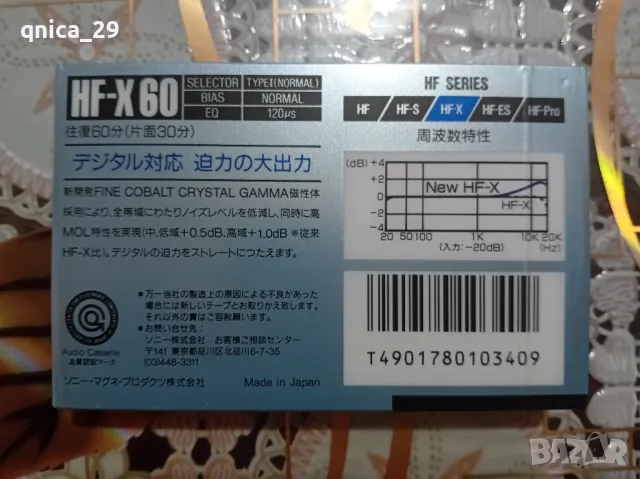 qnica_29
HF-X 60
SELECTOR TYPE I (NORMAL)
BIAS NORMAL
EQ 120μs
往復60分(片面30分)
デジタル対応 迫力の大出力
新開発FINE COBALT CRYSTAL GAMMA磁性体
採用により、全帯域にわたりノイズレベルを低減し、同時に高
MOL特性を実現(中、低域+0.5dB、高域+1.0dB ※従来
HF-X比)。デジタルの迫力をストレートにつたえます。
●万一当社の製造上の原因による不良があった
場合には新しいテープとお取りかえ致します。
それ以外の責はご容赦願います。
●お問い合せ先:
ソニー株式会社 お客様ご相談センター
〒141 東京都品川区北品川6-7-35
☎(03)448-3311
Audio Cassette
品質認証マーク
ソニー・マグネ・プロダクツ株式会社 Made in Japan
HF SERIES
HF HF-S HF-X HF-ES HF-Pro
周波数特性
(dB) +4
+2
0
-2
-4
New HF-X
HF-X
20 50 100 1K 10K 20K
(入力:-20dB) (Hz)
T4901780103409
BAZAR
bg